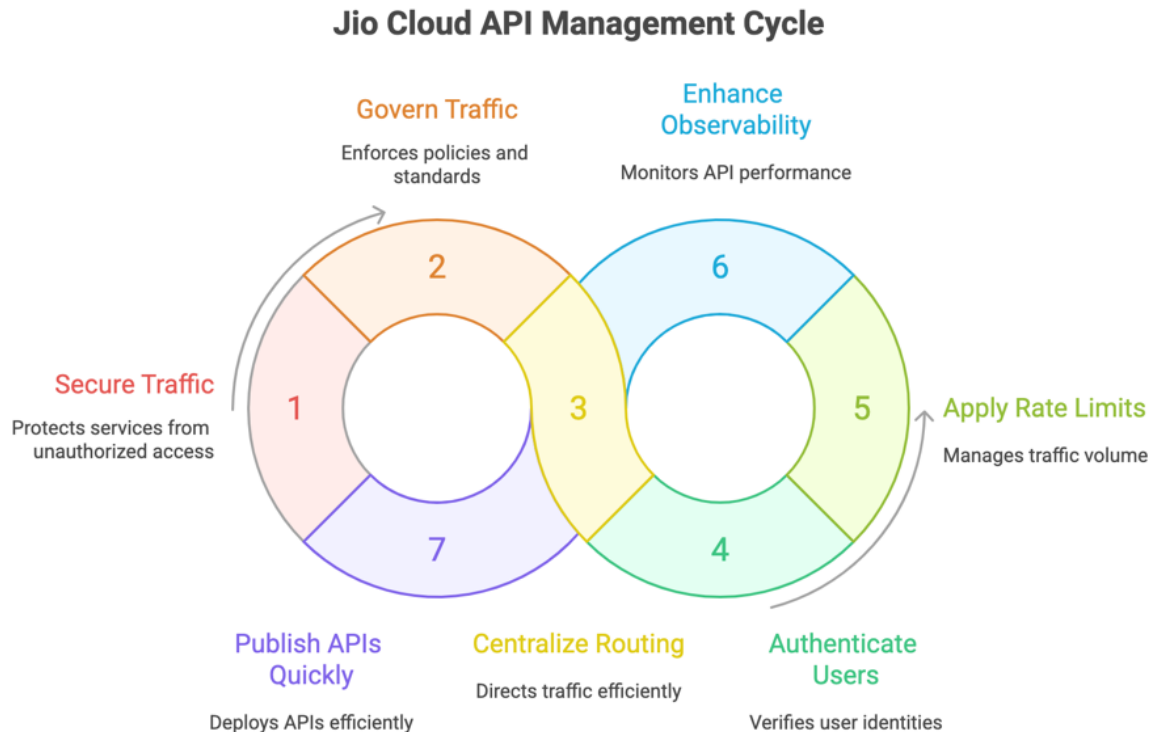 Jio Cloud API Management Cycle
Govern Traffic
Enforces policies and
standards
Enhance
Observability
Monitors API performance
2
6
Secure Traffic
Protects services from
unauthorized access
1
3
5
Apply Rate Limits
Manages traffic volume
7
4
Publish APIs
Quickly
Deploys APIs efficiently
Centralize Routing
Directs traffic efficiently
Authenticate
Users
Verifies user identities